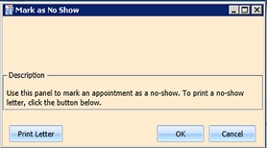 Mark as No Show
Description
Use this panel to mark an appointment as a no-show. To print a no-show
letter, click the button below.
Print Letter OK Cancel